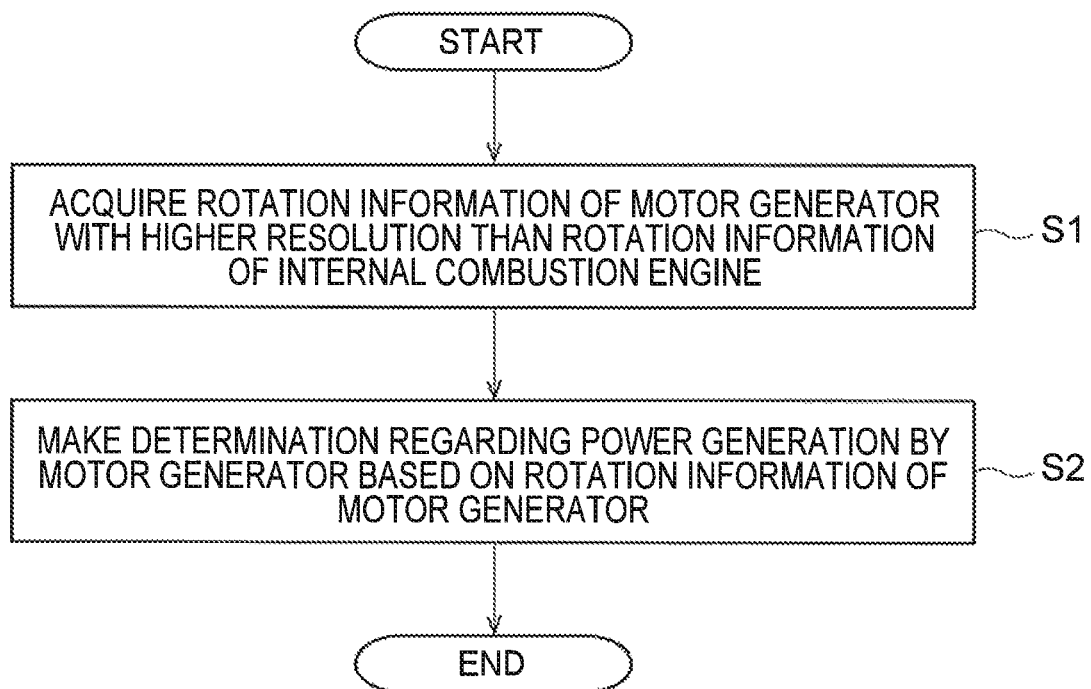 START
ACQUIRE ROTATION INFORMATION OF MOTOR GENERATOR
WITH HIGHER RESOLUTION THAN ROTATION INFORMATION
OF INTERNAL COMBUSTION ENGINE
S1
MAKE DETERMINATION REGARDING POWER GENERATION BY
MOTOR GENERATOR BASED ON ROTATION INFORMATION OF
MOTOR GENERATOR
S2
END